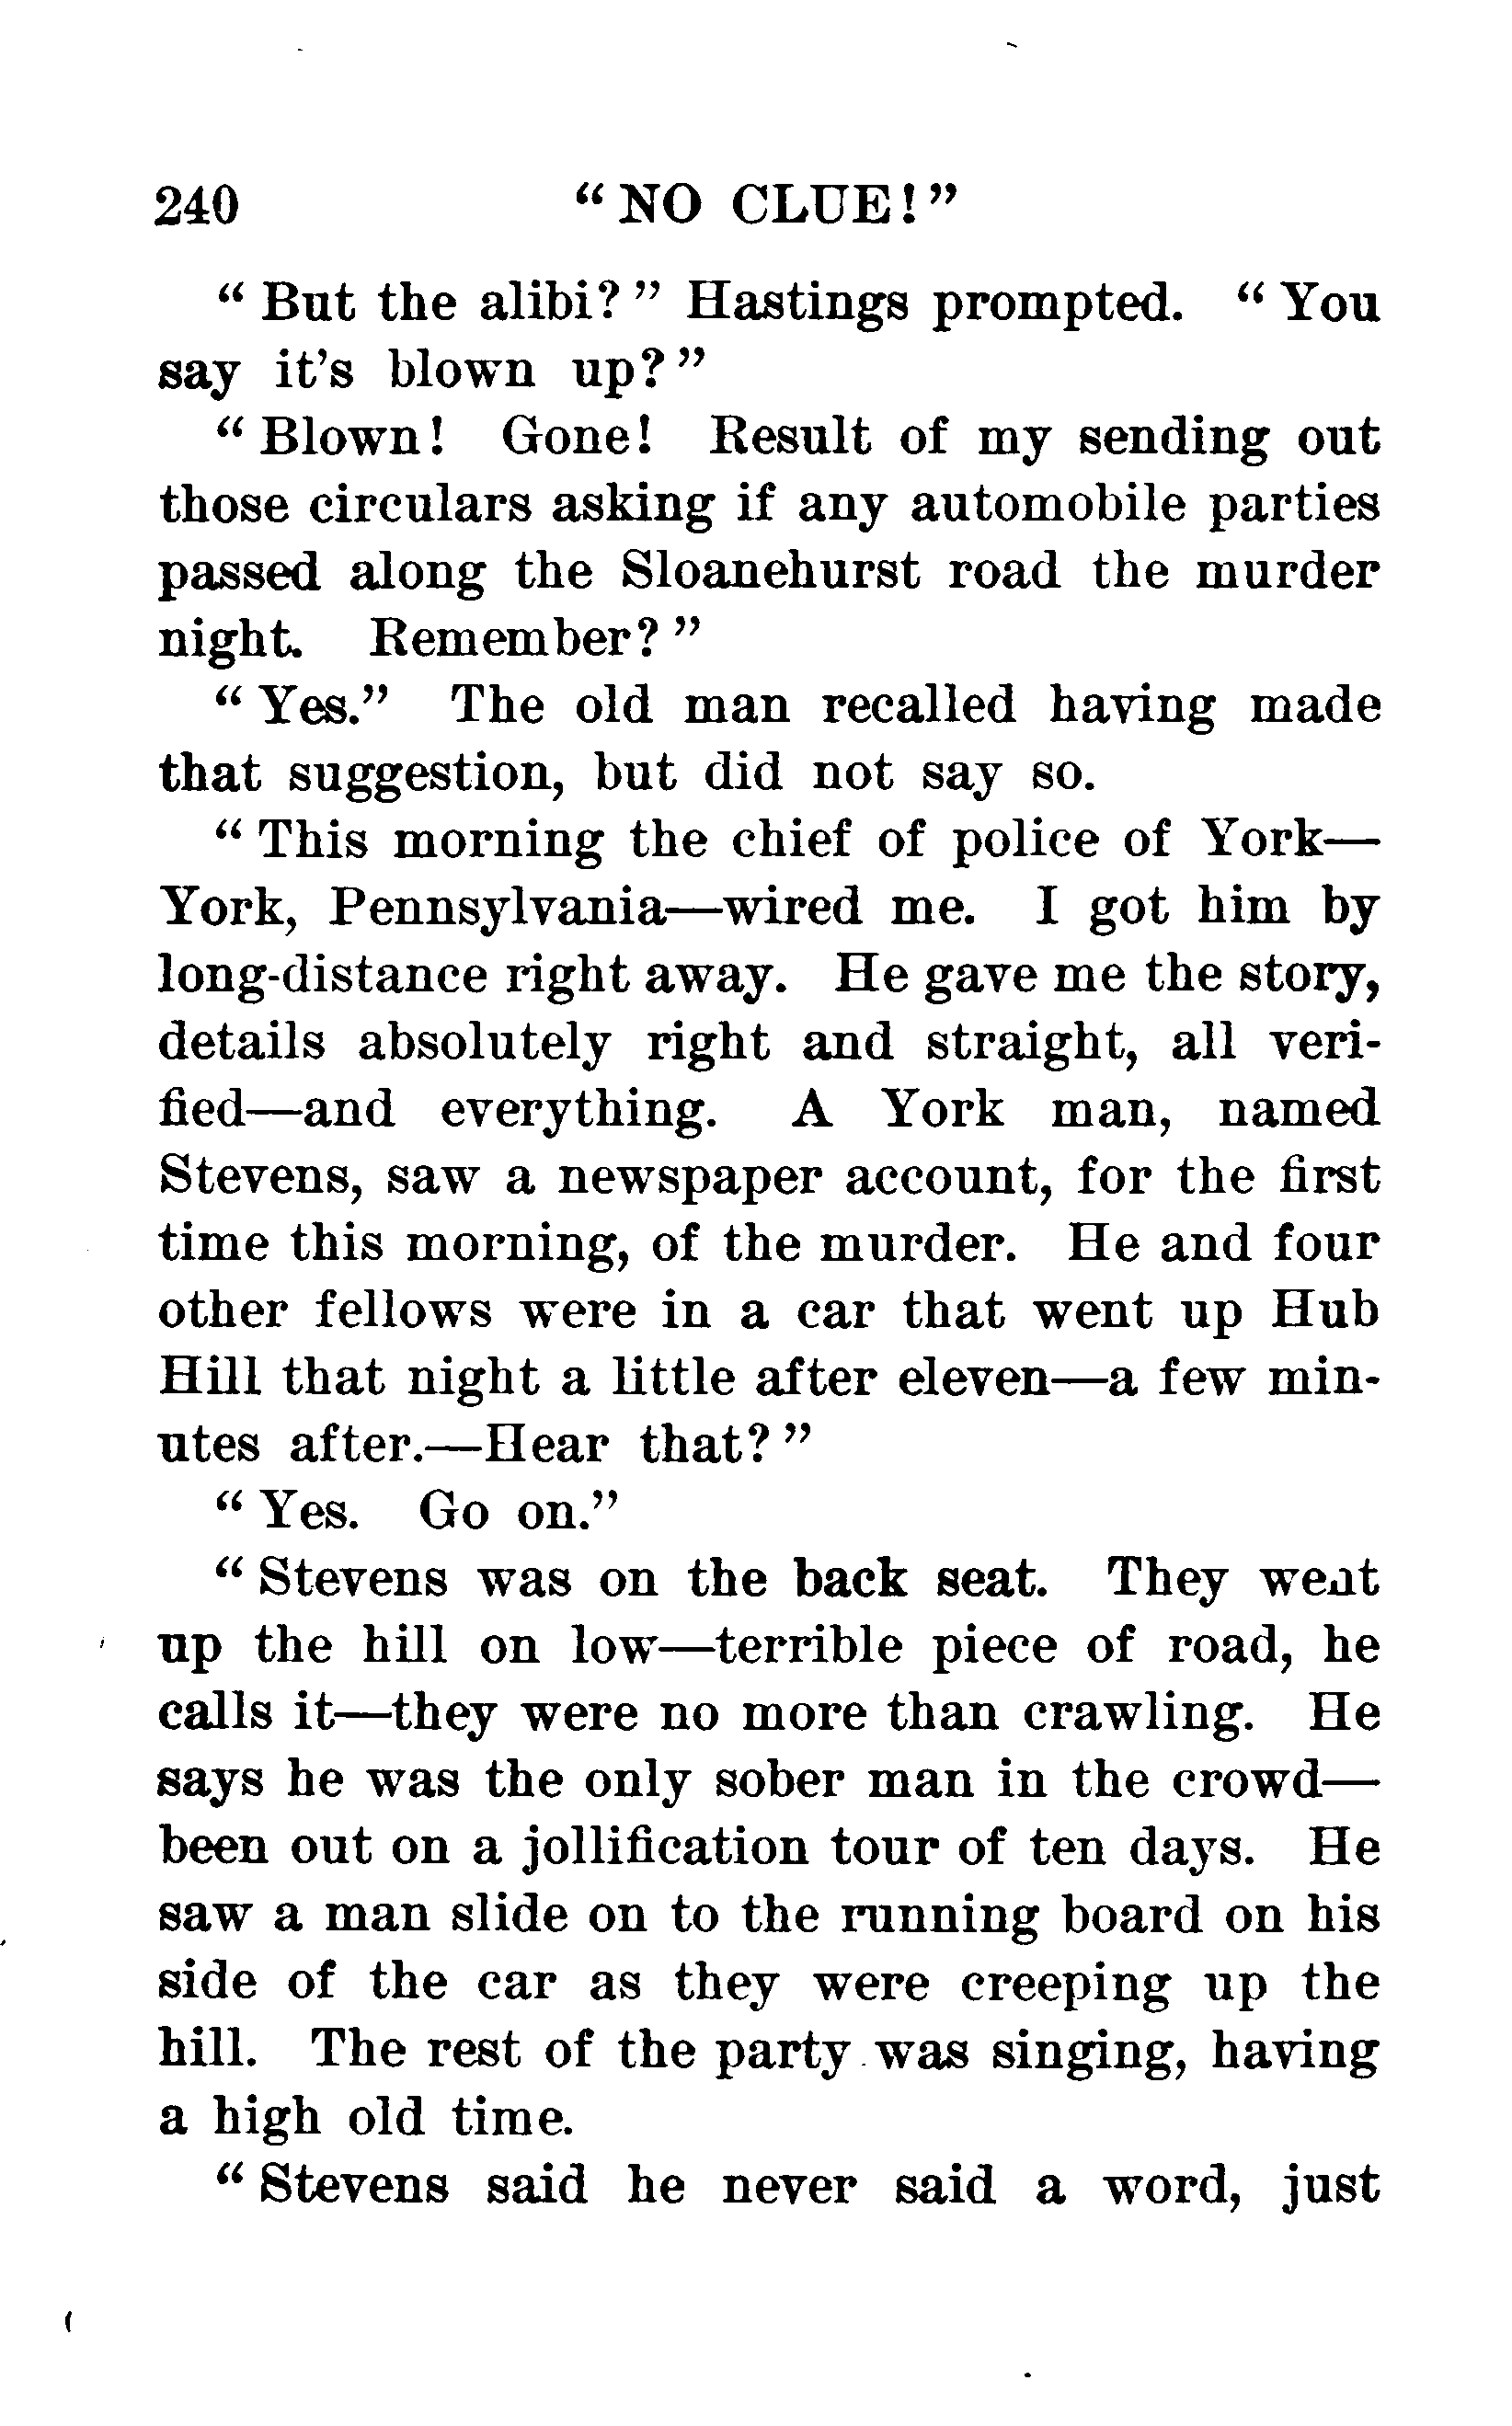 240 "NO CLUE!"
"But the alibi?" Hastings prompted. "You
say it's blown up?"
"Blown! Gone! Result of my sending out
those circulars asking if any automobile parties
passed along the Sloanehurst road the murder
night. Remember?"
"Yes." The old man recalled having made
that suggestion, but did not say so.
"This morning the chief of police of York—
York, Pennsylvania—wired me. I got him by
long-distance right away. He gave me the story,
details absolutely right and straight, all veri-
fied—and everything. A York man, named
Stevens, saw a newspaper account, for the first
time this morning, of the murder. He and four
other fellows were in a car that went up Hub
Hill that night a little after eleven—a few min-
utes after.—Hear that?"
"Yes. Go on."
"Stevens was on the back seat. They went
up the hill on low—terrible piece of road, he
calls it—they were no more than crawling. He
says he was the only sober man in the crowd—
been out on a jollification tour of ten days. He
saw a man slide on to the running board on his
side of the car as they were creeping up the
hill. The rest of the party was singing, having
a high old time.
"Stevens said he never said a word, just